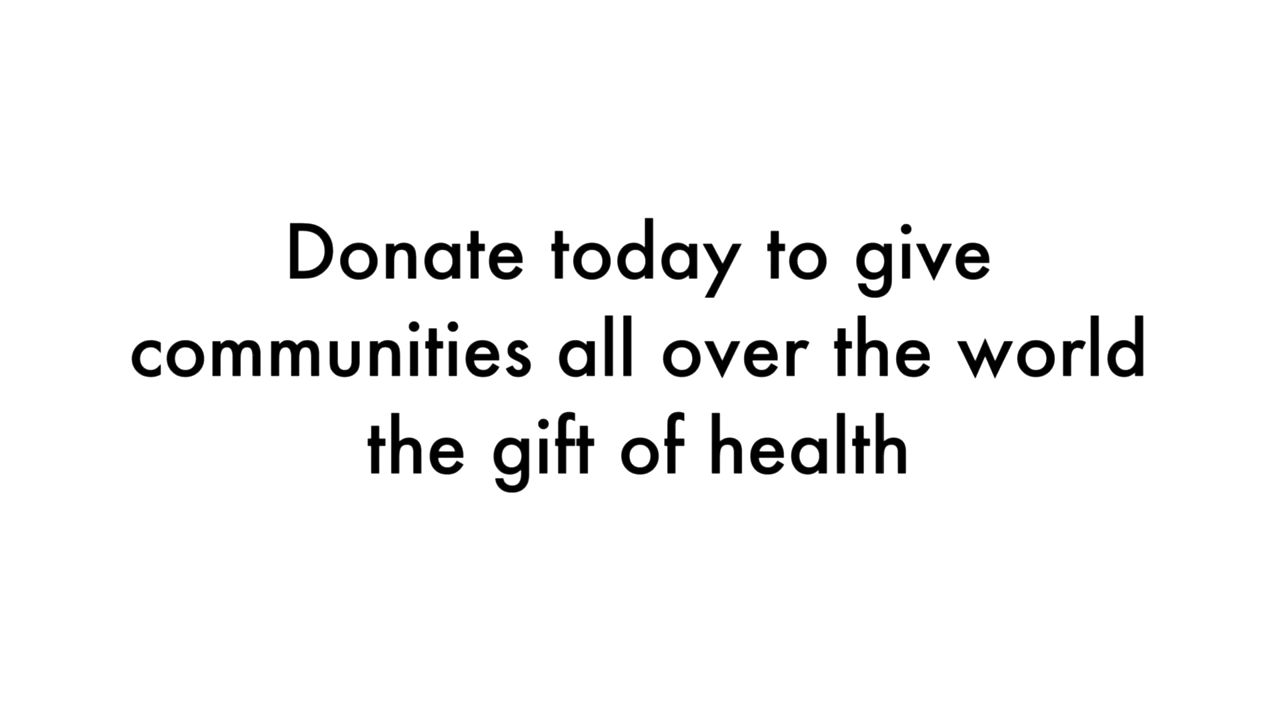 Donate today to give
communities all over the world
the gift of health